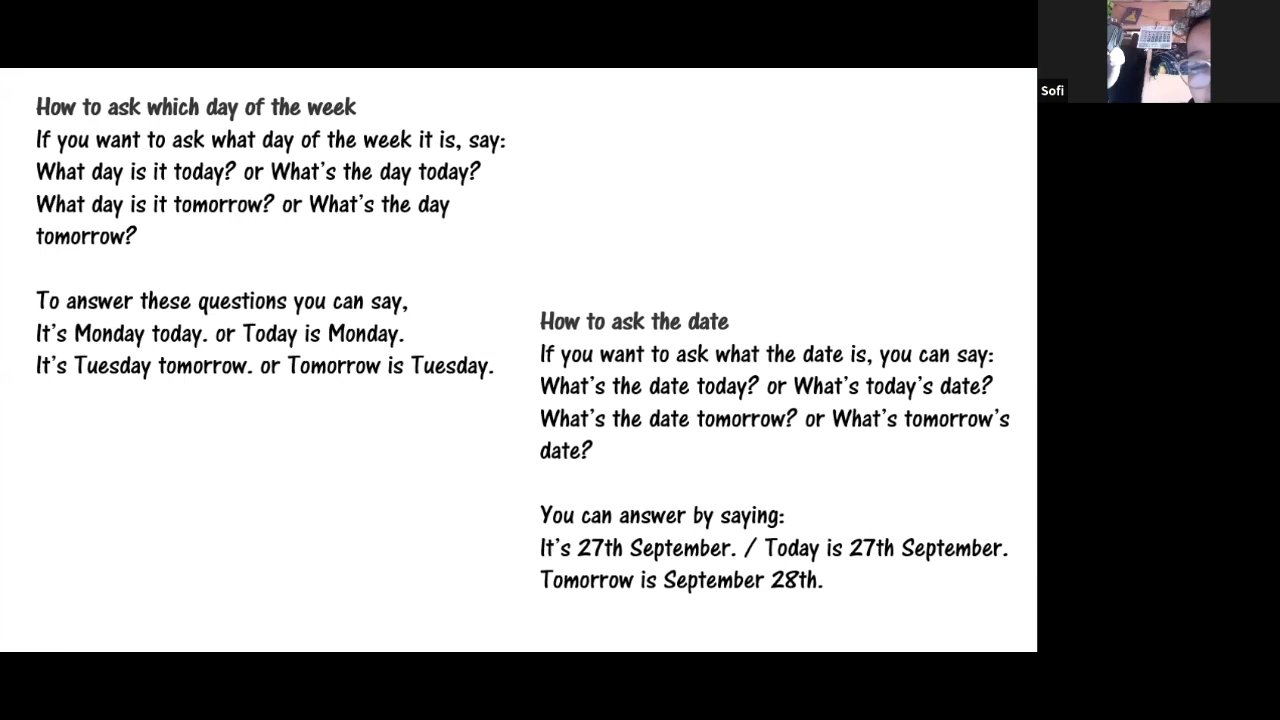 How to ask which day of the week
If you want to ask what day of the week it is, say:
What day is it today? or What's the day today?
What day is it tomorrow? or What's the day
tomorrow?
To answer these questions you can say,
It's Monday today. or Today is Monday.
It's Tuesday tomorrow. or Tomorrow is Tuesday.
How to ask the date
If you want to ask what the date is, you can say:
What's the date today? or What's today's date?
What's the date tomorrow? or What's tomorrow's
date?
You can answer by saying:
It's 27th September. / Today is 27th September.
Tomorrow is September 28th.
Sofi